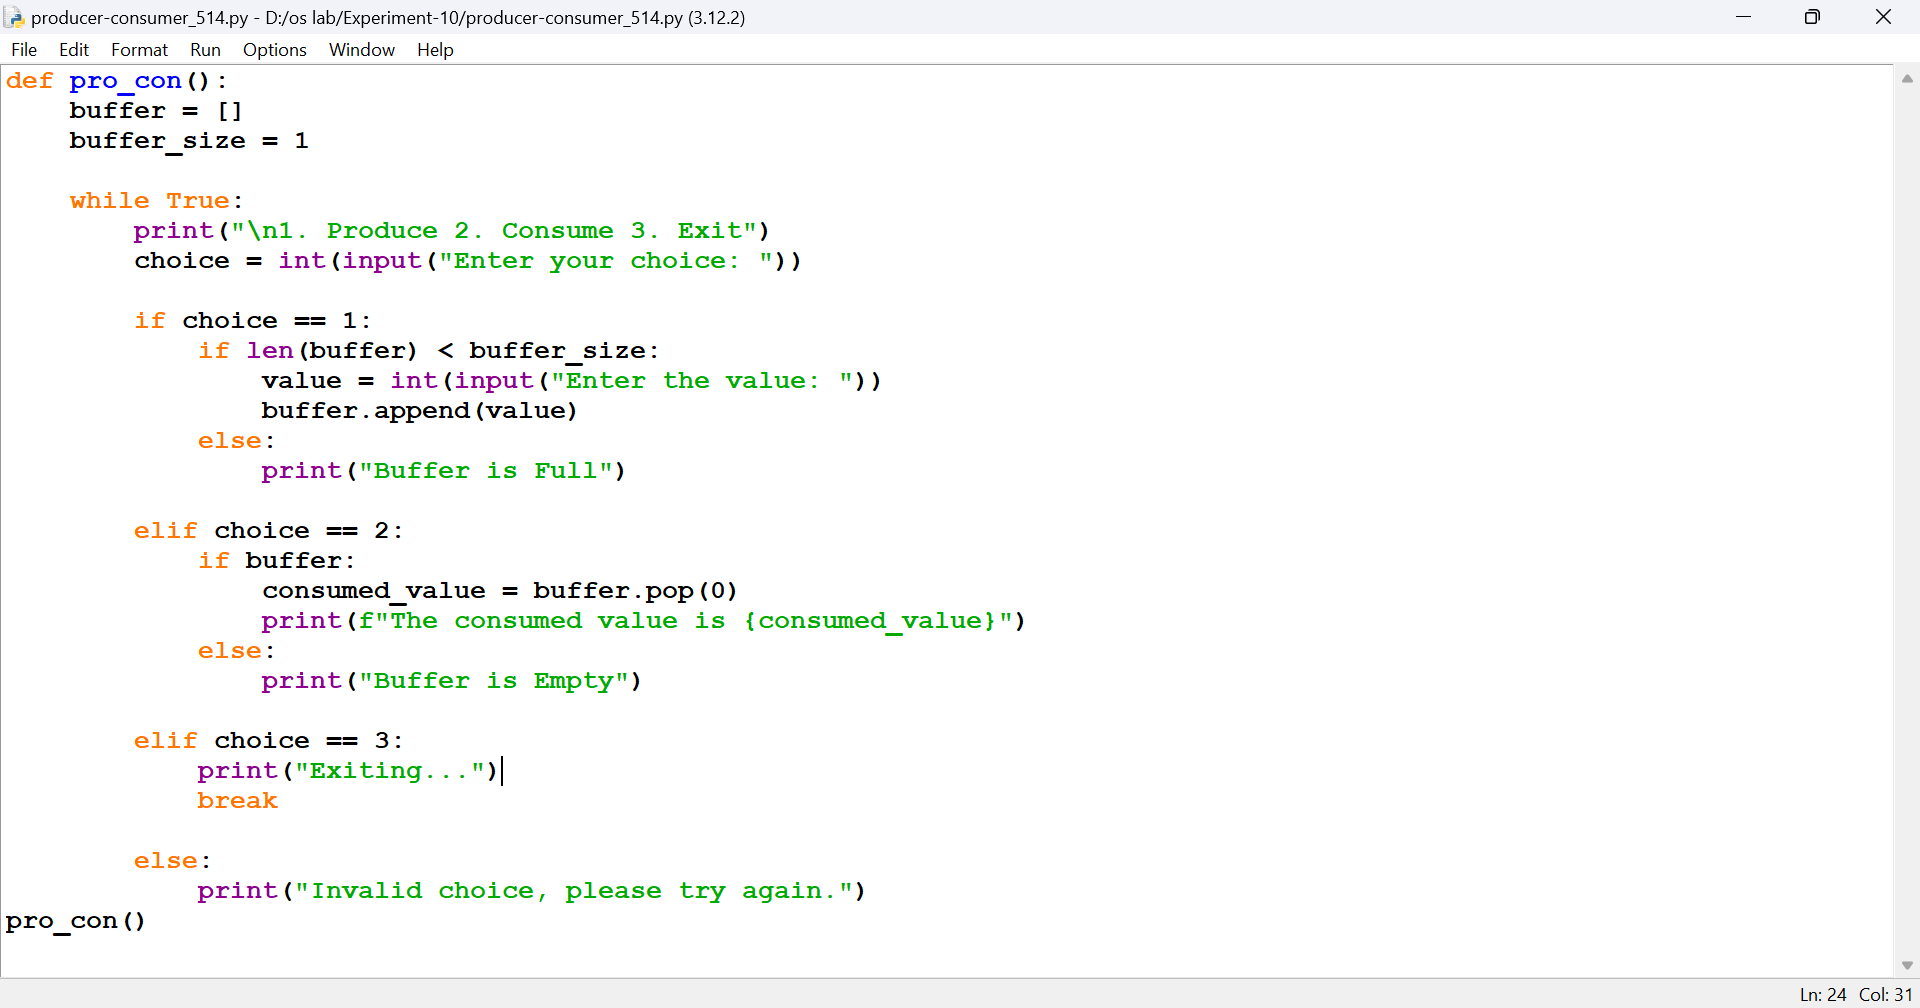 producer-consumer_514.py - D:/os lab/Experiment-10/producer-consumer_514.py (3.12.2)
File Edit Format Run Options Window Help
def pro_con():
    buffer = []
    buffer_size = 1

    while True:
        print("\n1. Produce 2. Consume 3. Exit")
        choice = int(input("Enter your choice: "))

        if choice == 1:
            if len(buffer) < buffer_size:
                value = int(input("Enter the value: "))
                buffer.append(value)
            else:
                print("Buffer is Full")

        elif choice == 2:
            if buffer:
                consumed_value = buffer.pop(0)
                print(f"The consumed value is {consumed_value}")
            else:
                print("Buffer is Empty")

        elif choice == 3:
            print("Exiting...")
            break

        else:
            print("Invalid choice, please try again.")
pro_con()
Ln: 24 Col: 31